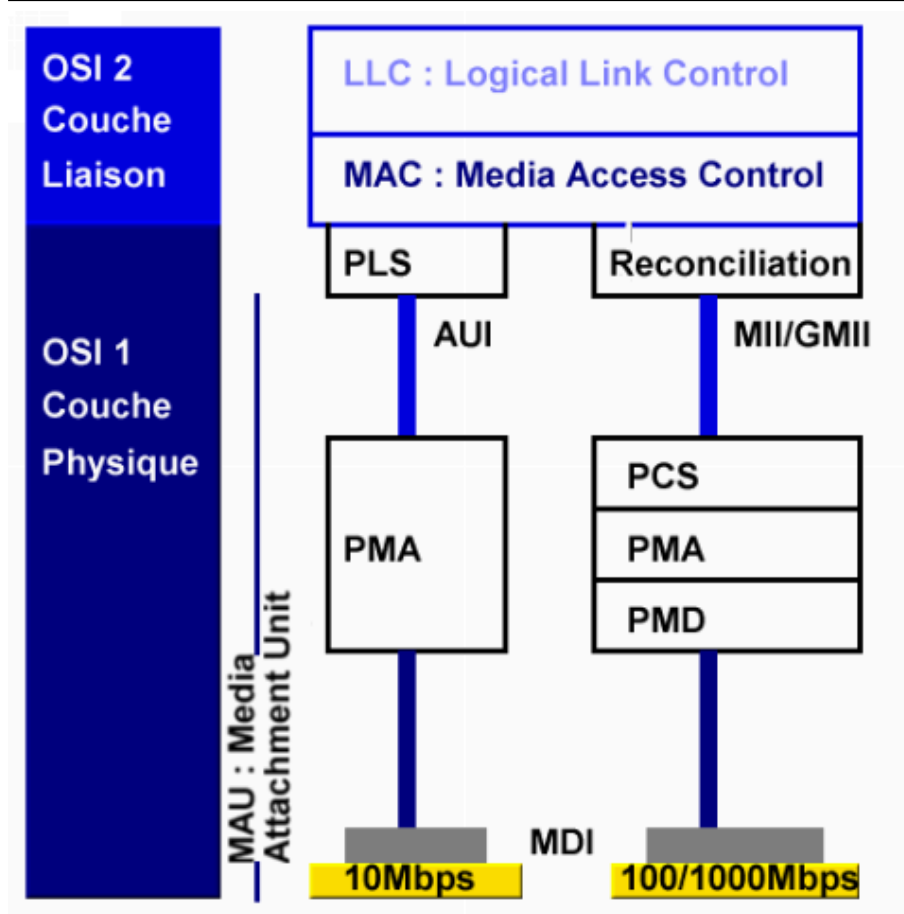 OSI 2
Couche
Liaison
LLC : Logical Link Control
MAC : Media Access Control
PLS
Reconciliation
AUI
MII/GMII
OSI 1
Couche
Physique
PMA
PCS
PMA
PMD
MAU : Media
Attachment Unit
MDI
10Mbps
100/1000Mbps